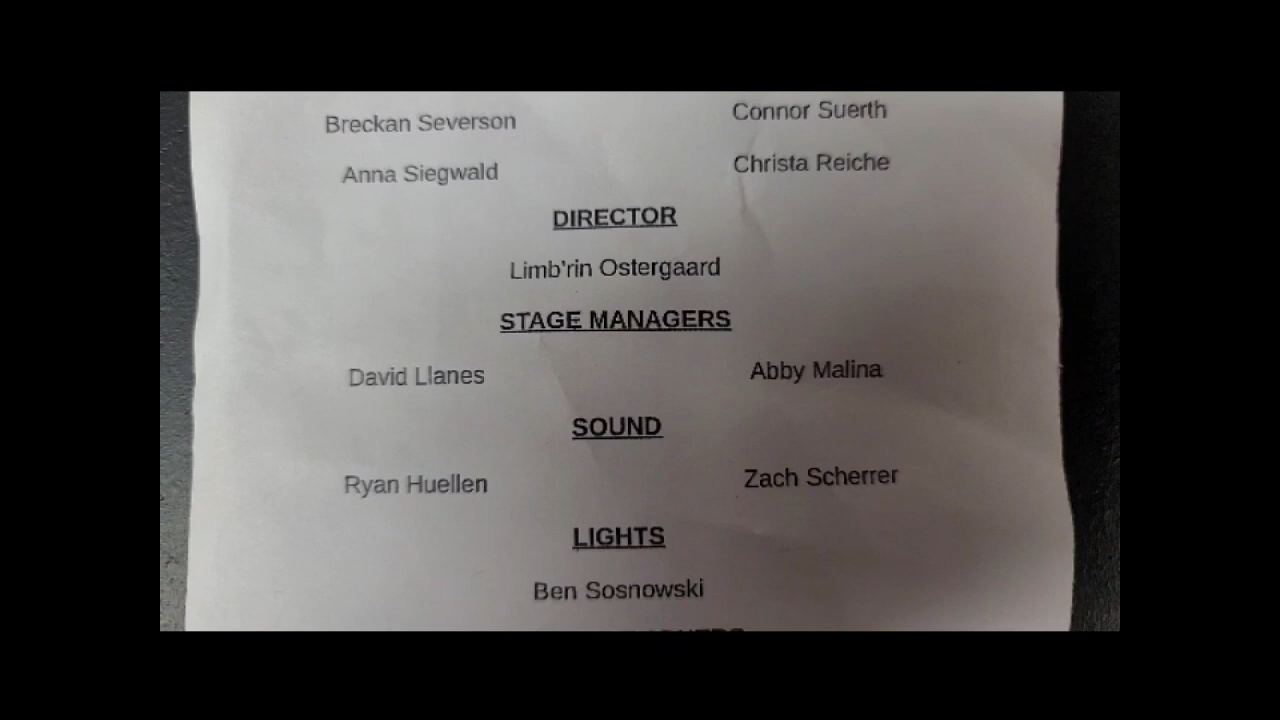 Breckan Severson Connor Suerth
Anna Siegwald Christa Reiche
DIRECTOR
Limb'rin Ostergaard
STAGE MANAGERS
David Llanes Abby Malina
SOUND
Ryan Huellen Zach Scherrer
LIGHTS
Ben Sosnowski